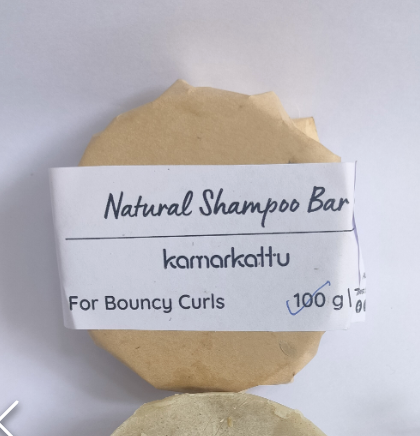 Natural Shampoo Bar
kamarkattu
For Bouncy Curls 100 g|